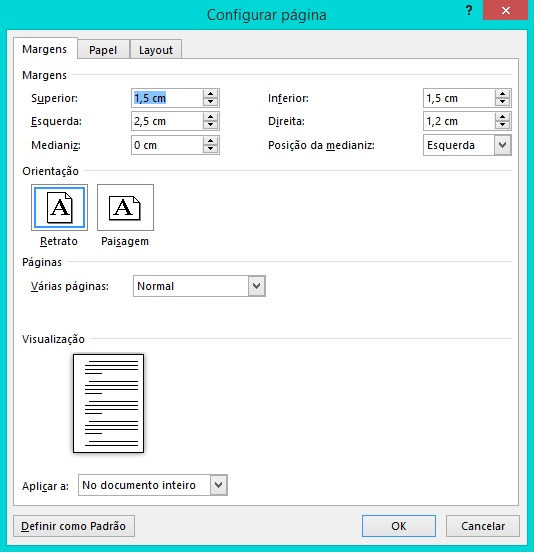 Configurar página
?
Margens Papel Layout
Margens
Superior: 1,5 cm Inferior: 1,5 cm
Esquerda: 2,5 cm Direita: 1,2 cm
Medianiz: 0 cm Posição da medianiz: Esquerda
Orientação
A A
Retrato Paisagem
Páginas
Várias páginas: Normal
Visualização
Aplicar a: No documento inteiro
Definir como Padrão OK Cancelar